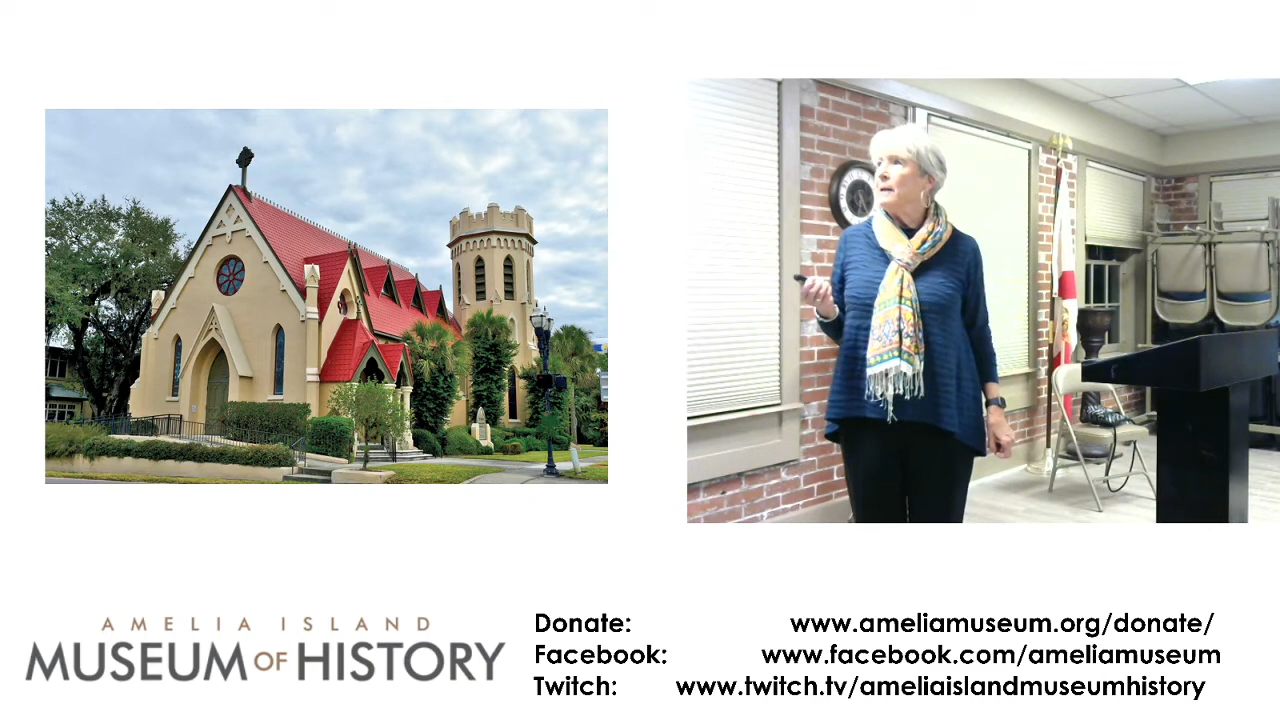 AMELIA ISLAND
MUSEUM OF HISTORY
Donate: www.ameliamuseum.org/donate/
Facebook: www.facebook.com/ameliamuseum
Twitch: www.twitch.tv/ameliaislandmuseumhistory